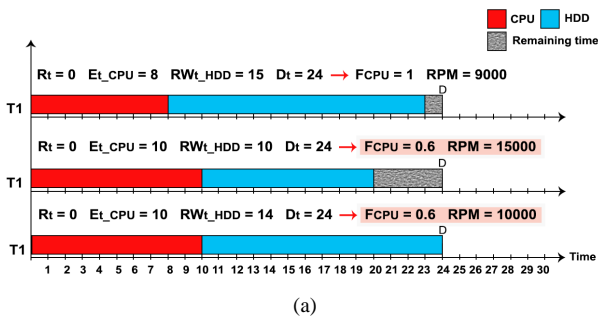 CPU HDD
Remaining time
Rt = 0 Et_CPU = 8 RWt_HDD = 15 Dt = 24 → FCPU = 1 RPM = 9000
D
T1
Rt = 0 Et_CPU = 10 RWt_HDD = 10 Dt = 24 → FCPU = 0.6 RPM = 15000
D
T1
Rt = 0 Et_CPU = 10 RWt_HDD = 14 Dt = 24 → FCPU = 0.6 RPM = 10000
D
T1
Time
1 2 3 4 5 6 7 8 9 10 11 12 13 14 15 16 17 18 19 20 21 22 23 24 25 26 27 28 29 30
(a)